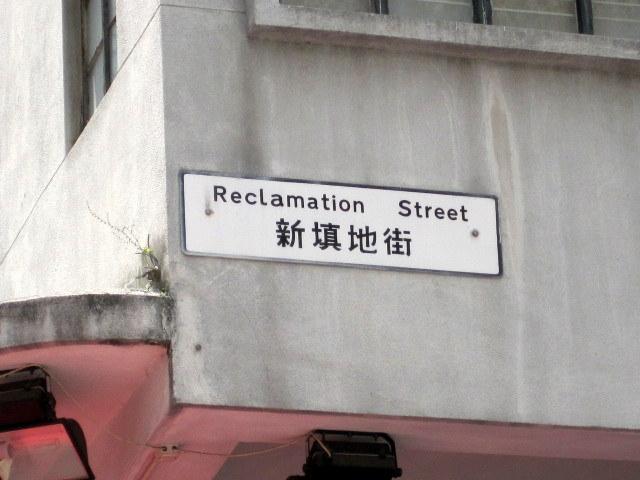 Reclamation Street
新填地街